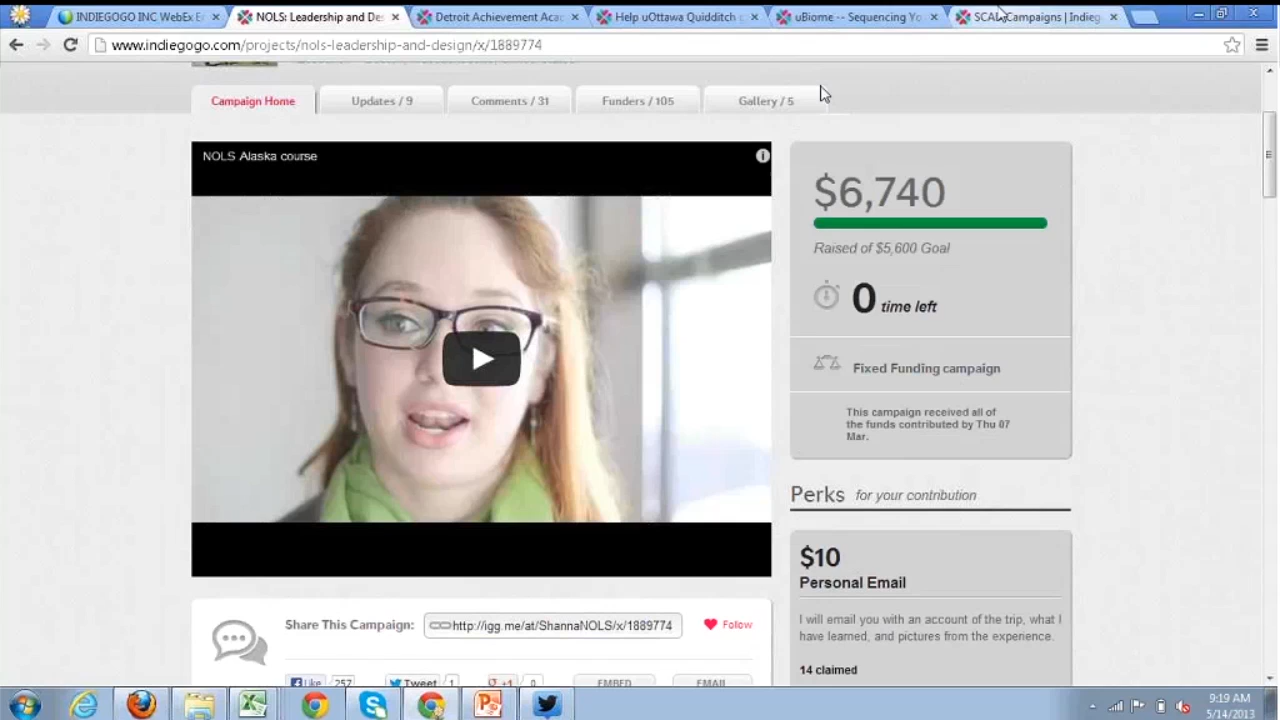 INDIEGOGO INC WebEx E
NOLS: Leadership and De
Detroit Achievement Aca
Help uOttawa Quidditch
uBiome -- Sequencing Yo
SCAD Campaigns | Indieg
www.indiegogo.com/projects/nols-leadership-and-design/x/1889774
Campaign Home
Updates / 9
Comments / 31
Funders / 105
Gallery / 5
NOLS Alaska course
$6,740
Raised of $5,600 Goal
0 time left
Fixed Funding campaign
This campaign received all of
the funds contributed by Thu 07
Mar.
Perks for your contribution
$10
Personal Email
I will email you with an account of the trip, what I
have learned, and pictures from the experience.
14 claimed
Share This Campaign:
http://igg.me/at/ShannaNOLS/x/1889774
Follow
Like 257
Tweet 1
+1 0
EMBED
EMAIL
9:19 AM
5/14/2013